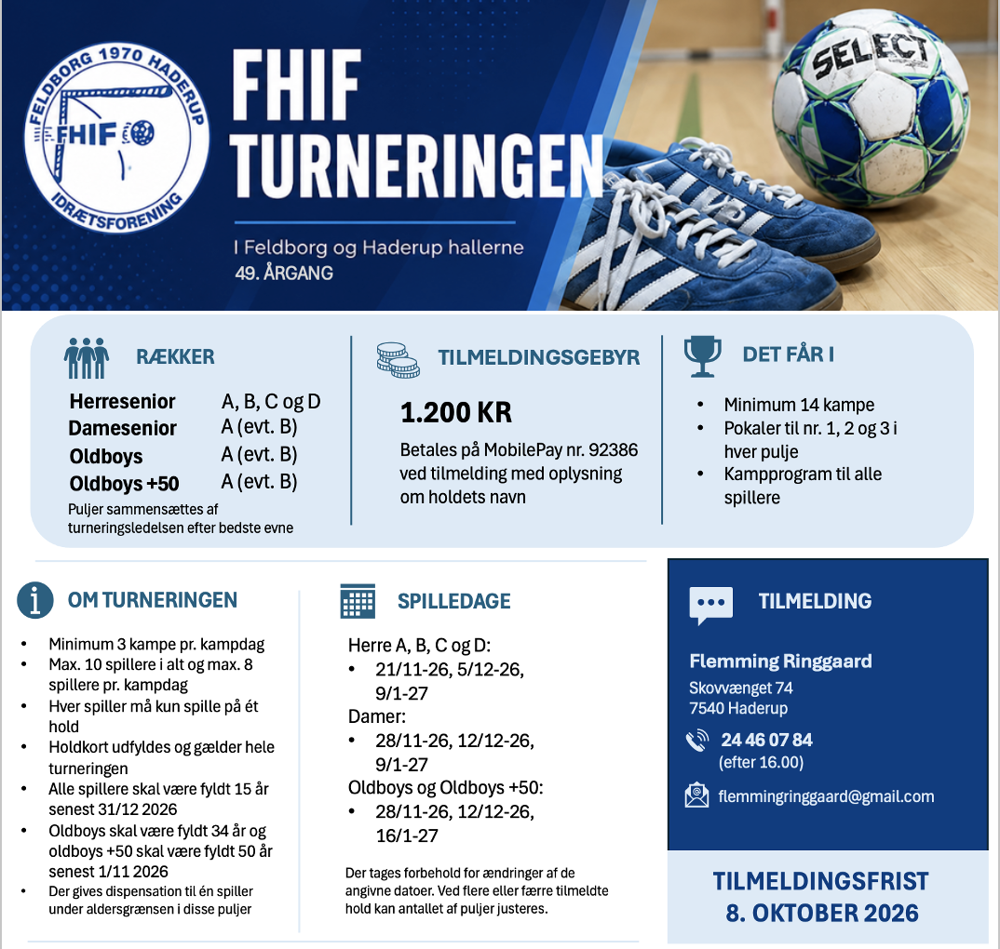 FELDBORG 1970 HADERUP
FHIF
IDRÆTSFORENING
FHIF
TURNERINGEN
I Feldborg og Haderup hallerne
49. ÅRGANG
SELECT
RÆKKER
Herresenior A, B, C og D
Damesenior A (evt. B)
Oldboys A (evt. B)
Oldboys +50 A (evt. B)
Puljer sammensættes af
turneringsledelsen efter bedste evne
TILMELDINGSGEBYR
1.200 KR
Betales på MobilePay nr. 92386
ved tilmelding med oplysning
om holdets navn
DET FÅR I
• Minimum 14 kampe
• Pokaler til nr. 1, 2 og 3 i
hver pulje
• Kampprogram til alle
spillere
OM TURNERINGEN
• Minimum 3 kampe pr. kampdag
• Max. 10 spillere i alt og max. 8
spillere pr. kampdag
• Hver spiller må kun spille på ét
hold
• Holdkort udfyldes og gælder hele
turneringen
• Alle spillere skal være fyldt 15 år
senest 31/12 2026
• Oldboys skal være fyldt 34 år og
oldboys +50 skal være fyldt 50 år
senest 1/11 2026
• Der gives dispensation til én spiller
under aldersgrænsen i disse puljer
SPILLEDAGE
Herre A, B, C og D:
• 21/11-26, 5/12-26,
9/1-27
Damer:
• 28/11-26, 12/12-26,
9/1-27
Oldboys og Oldboys +50:
• 28/11-26, 12/12-26,
16/1-27
Der tages forbehold for ændringer af de
angivne datoer. Ved flere eller færre tilmeldte
hold kan antallet af puljer justeres.
TILMELDING
Flemming Ringgaard
Skovvænget 74
7540 Haderup
24 46 07 84
(efter 16.00)
flemmingringgaard@gmail.com
TILMELDINGSFRIST
8. OKTOBER 2026